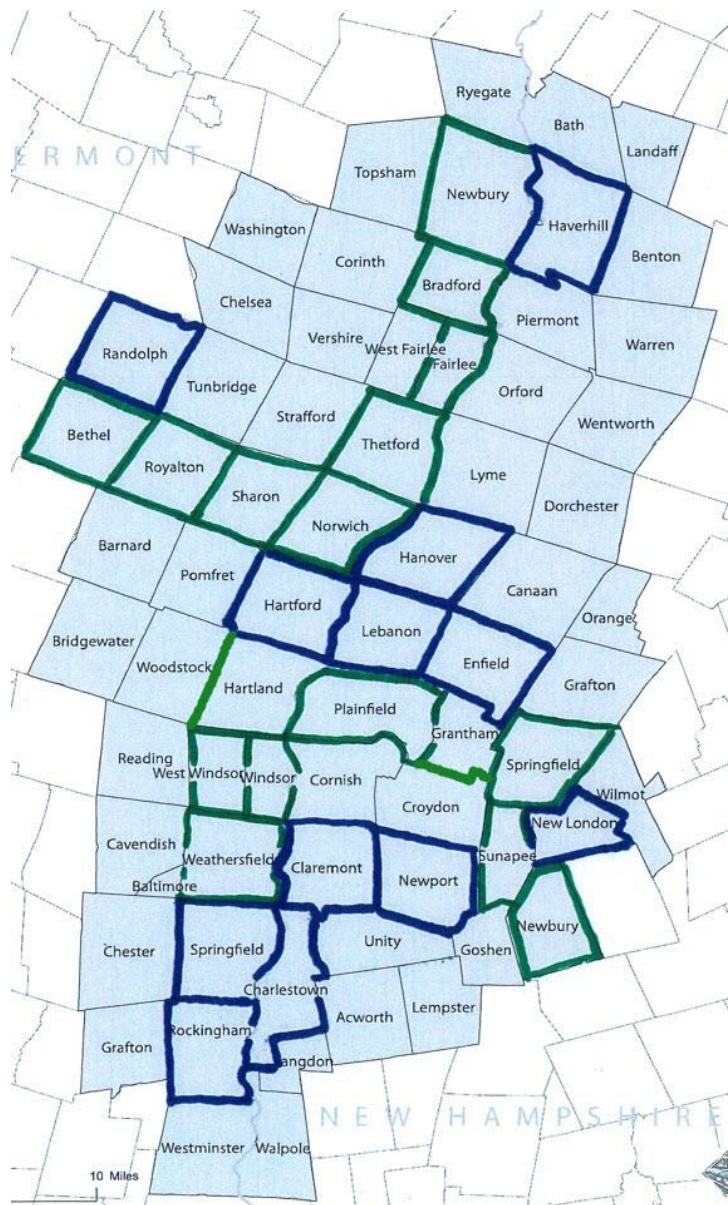 Ryegate
Bath
Landaff
ERMONT
Topsham
Newbury
Haverhill
Washington
Corinth
Benton
Bradford
Chelsea
Piermont
Vershire
West Fairlee
Fairlee
Warren
Randolph
Tunbridge
Orford
Strafford
Wentworth
Bethel
Thetford
Royalton
Lyme
Sharon
Dorchester
Norwich
Barnard
Hanover
Pomfret
Canaan
Hartford
Orange
Lebanon
Bridgewater
Woodstock
Enfield
Hartland
Grafton
Plainfield
Grantham
Reading
Springfield
West Windsor
Windsor
Cornish
Wilmot
Croydon
New London
Cavendish
Weathersfield
Sunapee
Claremont
Newport
Baltimore
Newbury
Chester
Springfield
Unity
Goshen
Charlestown
Lempster
Acworth
Rockingham
Grafton
angdon
NEW HAMPSHIRE
Westminster
Walpole
10 Miles